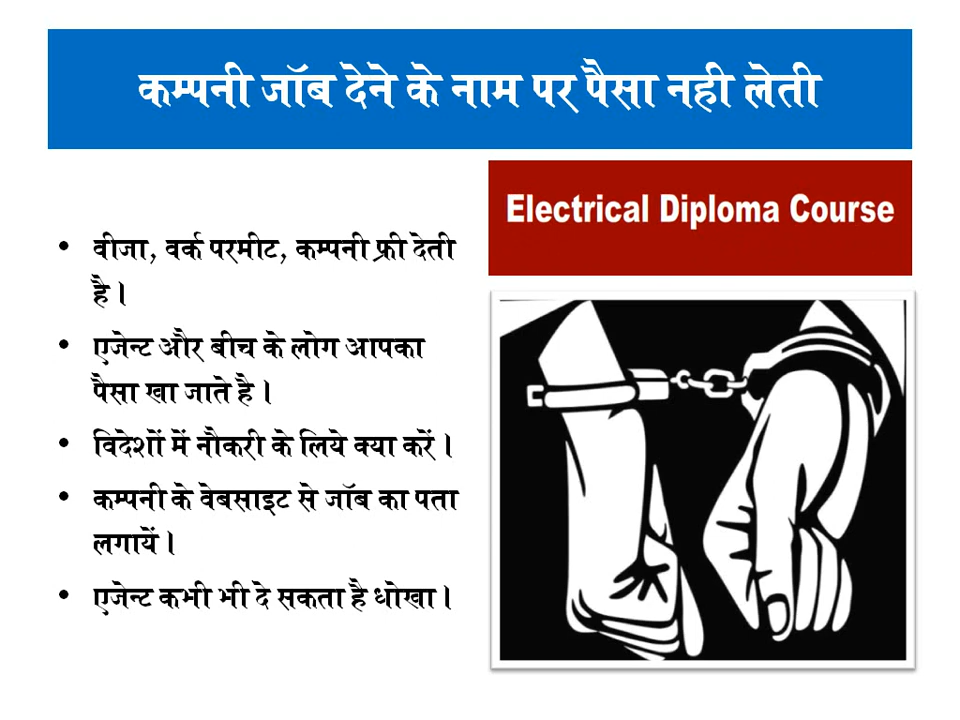 कम्पनी जॉब देने के नाम पर पैसा नही लेती
Electrical Diploma Course
• वीजा, वर्क परमीट, कम्पनी फ्री देती
है।
• एजेन्ट और बीच के लोग आपका
पैसा खा जाते है।
• विदेशों में नौकरी के लिये क्या करें।
• कम्पनी के वेबसाइट से जॉब का पता
लगायें।
• एजेन्ट कभी भी दे सकता है धोखा।